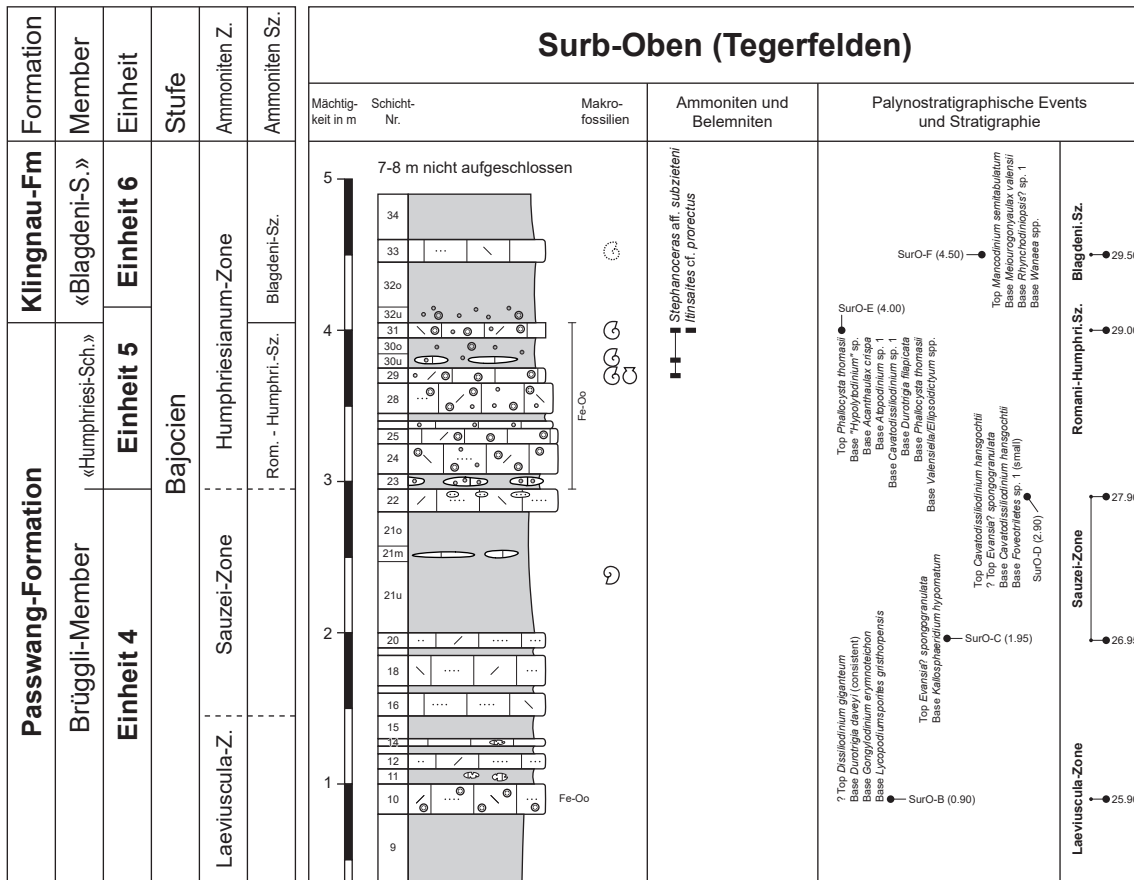 Formation
Member
Einheit
Stufe
Ammoniten Z.
Ammoniten Sz.
Surb-Oben (Tegerfelden)
Mächtig-
keit in m
Schicht-
Nr.
Makro-
fossilien
Ammoniten und
Belemniten
Palynostratigraphische Events
und Stratigraphie
Klingnau-Fm
Passwang-Formation
«Blagdeni-S.»
«Humphriesi-Sch.»
Brüggli-Member
Einheit 6
Einheit 5
Einheit 4
Bajocien
Humphriesianum-Zone
Sauzei-Zone
Laeviuscula-Z.
Blagdeni-Sz.
Rom. - Humphri.-Sz.
7-8 m nicht aufgeschlossen
5
4
3
2
1
34
33
32o
32u
31
30o
30u
29
28
25
24
23
22
21o
21m
21u
20
18
16
15
14
12
11
10
9
Fe-Oo
Fe-Oo
Stephanoceras aff. subzieteni
Itinsaites cf. prorectus
SurO-F (4.50)
Top Mancodinium semitabulatum
Base Meiourogonyaulax valensii
Base Rhynchodiniopsis? sp. 1
Base Wanaea spp.
SurO-E (4.00)
Top Phallocysta thomasii
Base "Hypolytodinium" sp.
Base Acanthaulax crispa
Base Atopodinium sp. 1
Base Cavatodissiliodinium sp. 1
Base Durotrigia filapicata
Base Phallocysta thomasii
Base Valensiella/Ellipsoidictyum spp.
Top Cavatodissiliodinium hansgochtii
? Top Evansia? spongogranulata
Base Cavatodissiliodinium hansgochtii
Base Foveotriletes sp. 1 (small)
SurO-D (2.90)
Top Evansia? spongogranulata
Base Kallosphaeridium hypornatum
SurO-C (1.95)
? Top Dissiliodinium giganteum
Base Durotrigia daveyi (consistent)
Base Gongylodinium erymnoteichon
Base Lycopodiumsporites gristhorpensis
SurO-B (0.90)
Blagdeni.Sz.
Romani-Humphri.Sz.
Sauzei-Zone
Laeviuscula-Zone
29.50
29.00
27.90
26.95
25.90